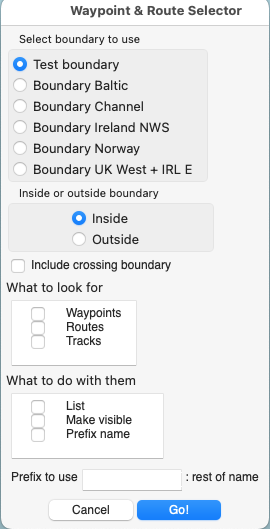 Waypoint & Route Selector
Select boundary to use
Test boundary
Boundary Baltic
Boundary Channel
Boundary Ireland NWS
Boundary Norway
Boundary UK West + IRL E
Inside or outside boundary
Inside
Outside
Include crossing boundary
What to look for
Waypoints
Routes
Tracks
What to do with them
List
Make visible
Prefix name
Prefix to use : rest of name
Cancel Go!